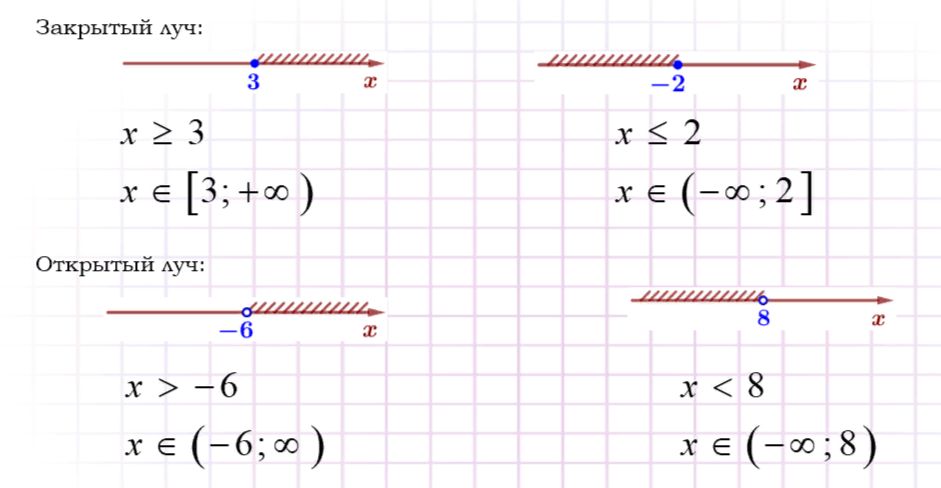 Закрытый луч:
3 x
−2 x
x ≥ 3
x ≤ 2
x ∈ [3; +∞)
x ∈ (−∞; 2]
Открытый луч:
−6 x
8 x
x > −6
x < 8
x ∈ (−6; ∞)
x ∈ (−∞; 8)